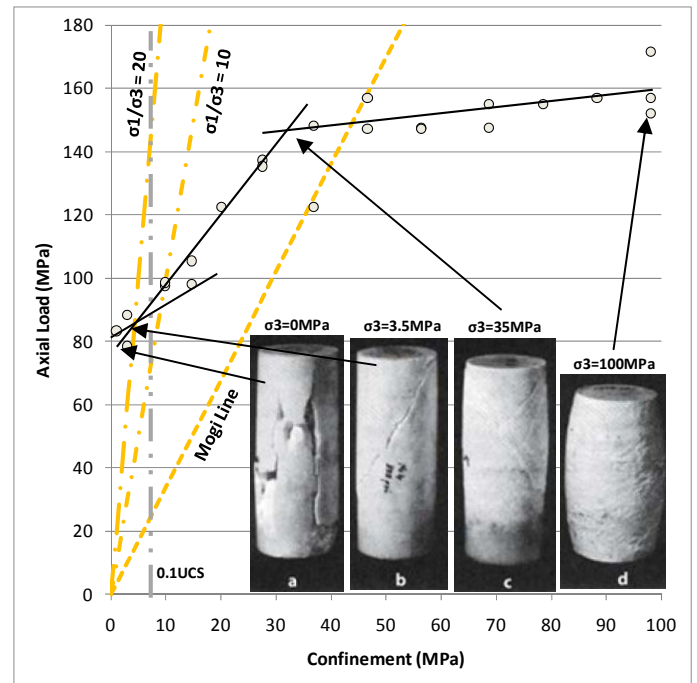 180
160
140
120
100
80
60
40
20
0
Axial Load (MPa)
σ1/σ3 = 20
σ1/σ3 = 10
Mogi Line
0.1UCS
σ3=0MPa
σ3=3.5MPa
σ3=35MPa
σ3=100MPa
a
b
c
d
0 10 20 30 40 50 60 70 80 90 100
Confinement (MPa)